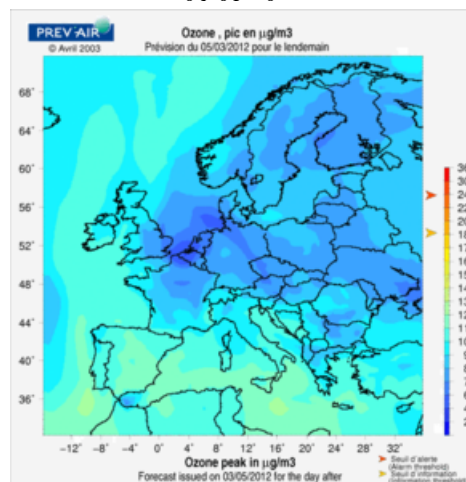 PREV'AIR
© Avril 2003
Ozone , pic en µg/m3
Prévision du 05/03/2012 pour le lendemain
68°
64°
60°
56°
52°
48°
44°
40°
36°
32°
−12° −8° −4° 0° 4° 8° 12° 16° 20° 24° 28° 32°
Ozone peak in µg/m3
Forecast issued on 03/05/2012 for the day after
Seuil d'alerte
(Alarm threshold)
Seuil d'information
(Information threshold)